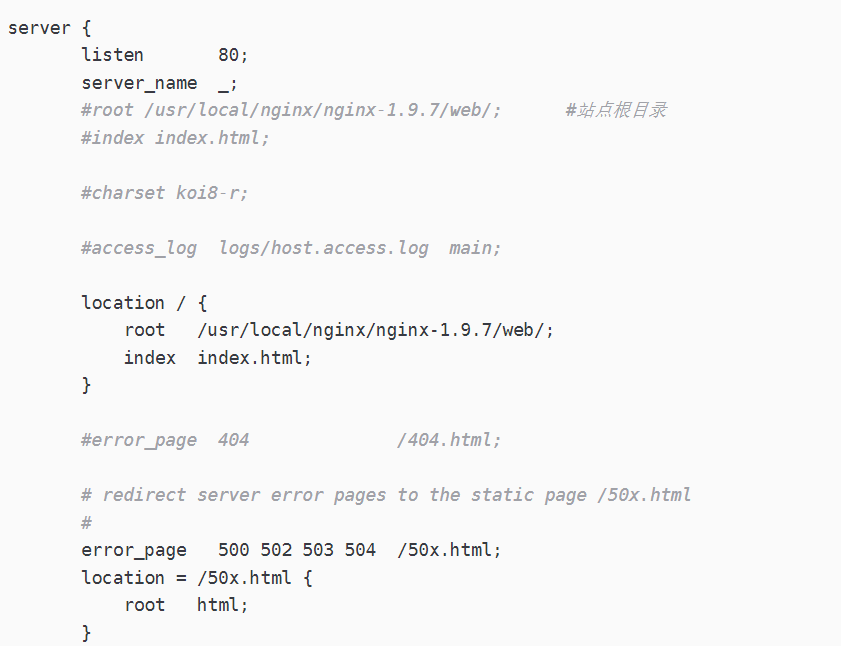 server {
listen       80;
server_name  _;
#root /usr/local/nginx/nginx-1.9.7/web/;      #站点根目录
#index index.html;
#charset koi8-r;
#access_log  logs/host.access.log  main;
location / {
root   /usr/local/nginx/nginx-1.9.7/web/;
index  index.html;
}
#error_page  404              /404.html;
# redirect server error pages to the static page /50x.html
#
error_page   500 502 503 504  /50x.html;
location = /50x.html {
root   html;
}